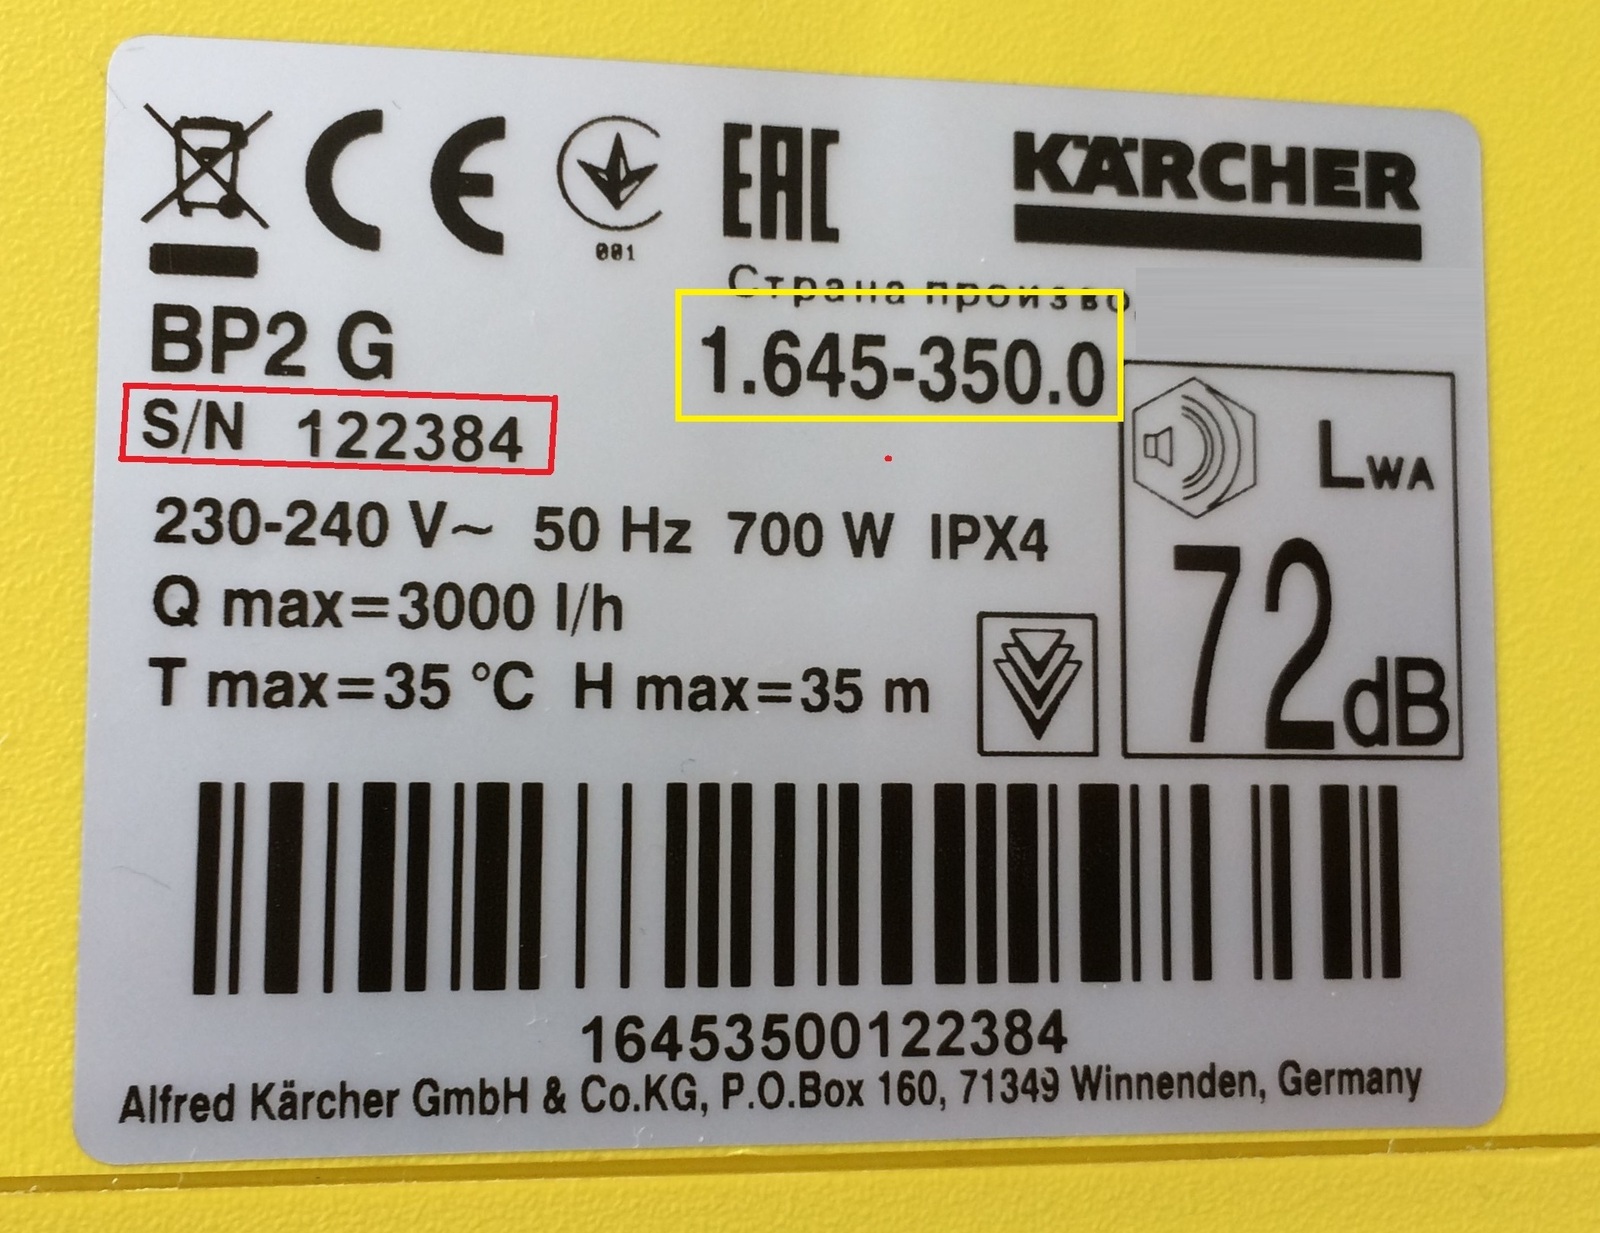 CE
001
EAC
KÄRCHER
Страна
BP2 G
1.645-350.0
S/N 122384
LWA
230-240 V~ 50 Hz 700 W IPX4
Q max=3000 l/h
T max=35 °C H max=35 m
72dB
16453500122384
Alfred Kärcher GmbH & Co.KG, P.O.Box 160, 71349 Winnenden, Germany